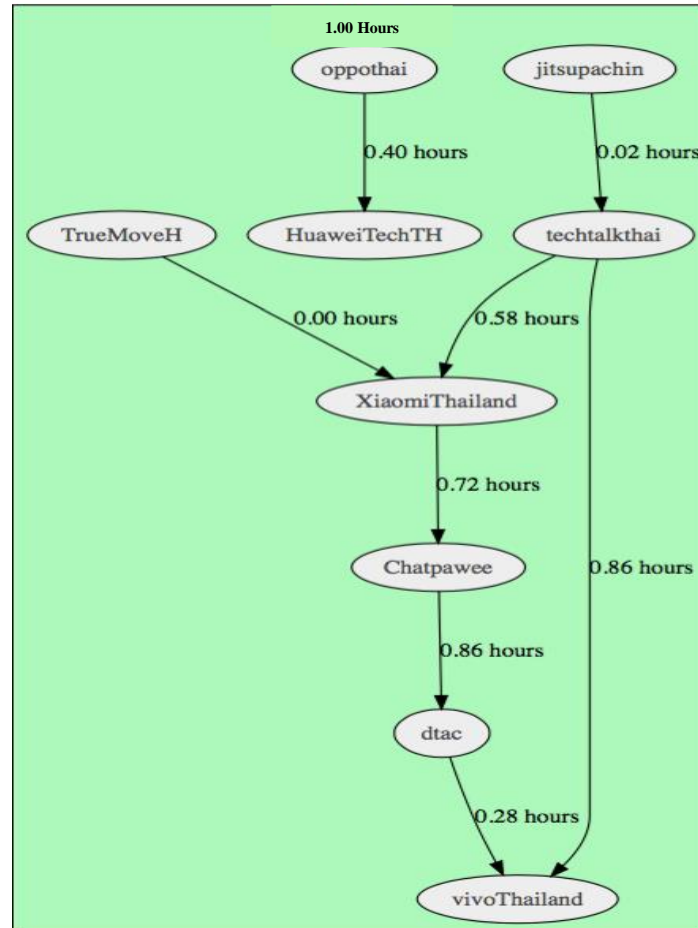 1.00 Hours
oppothai
jitsupachin
0.40 hours
0.02 hours
TrueMoveH
HuaweiTechTH
techtalkthai
0.00 hours
0.58 hours
XiaomiThailand
0.72 hours
Chatpawee
0.86 hours
0.86 hours
dtac
0.28 hours
vivoThailand